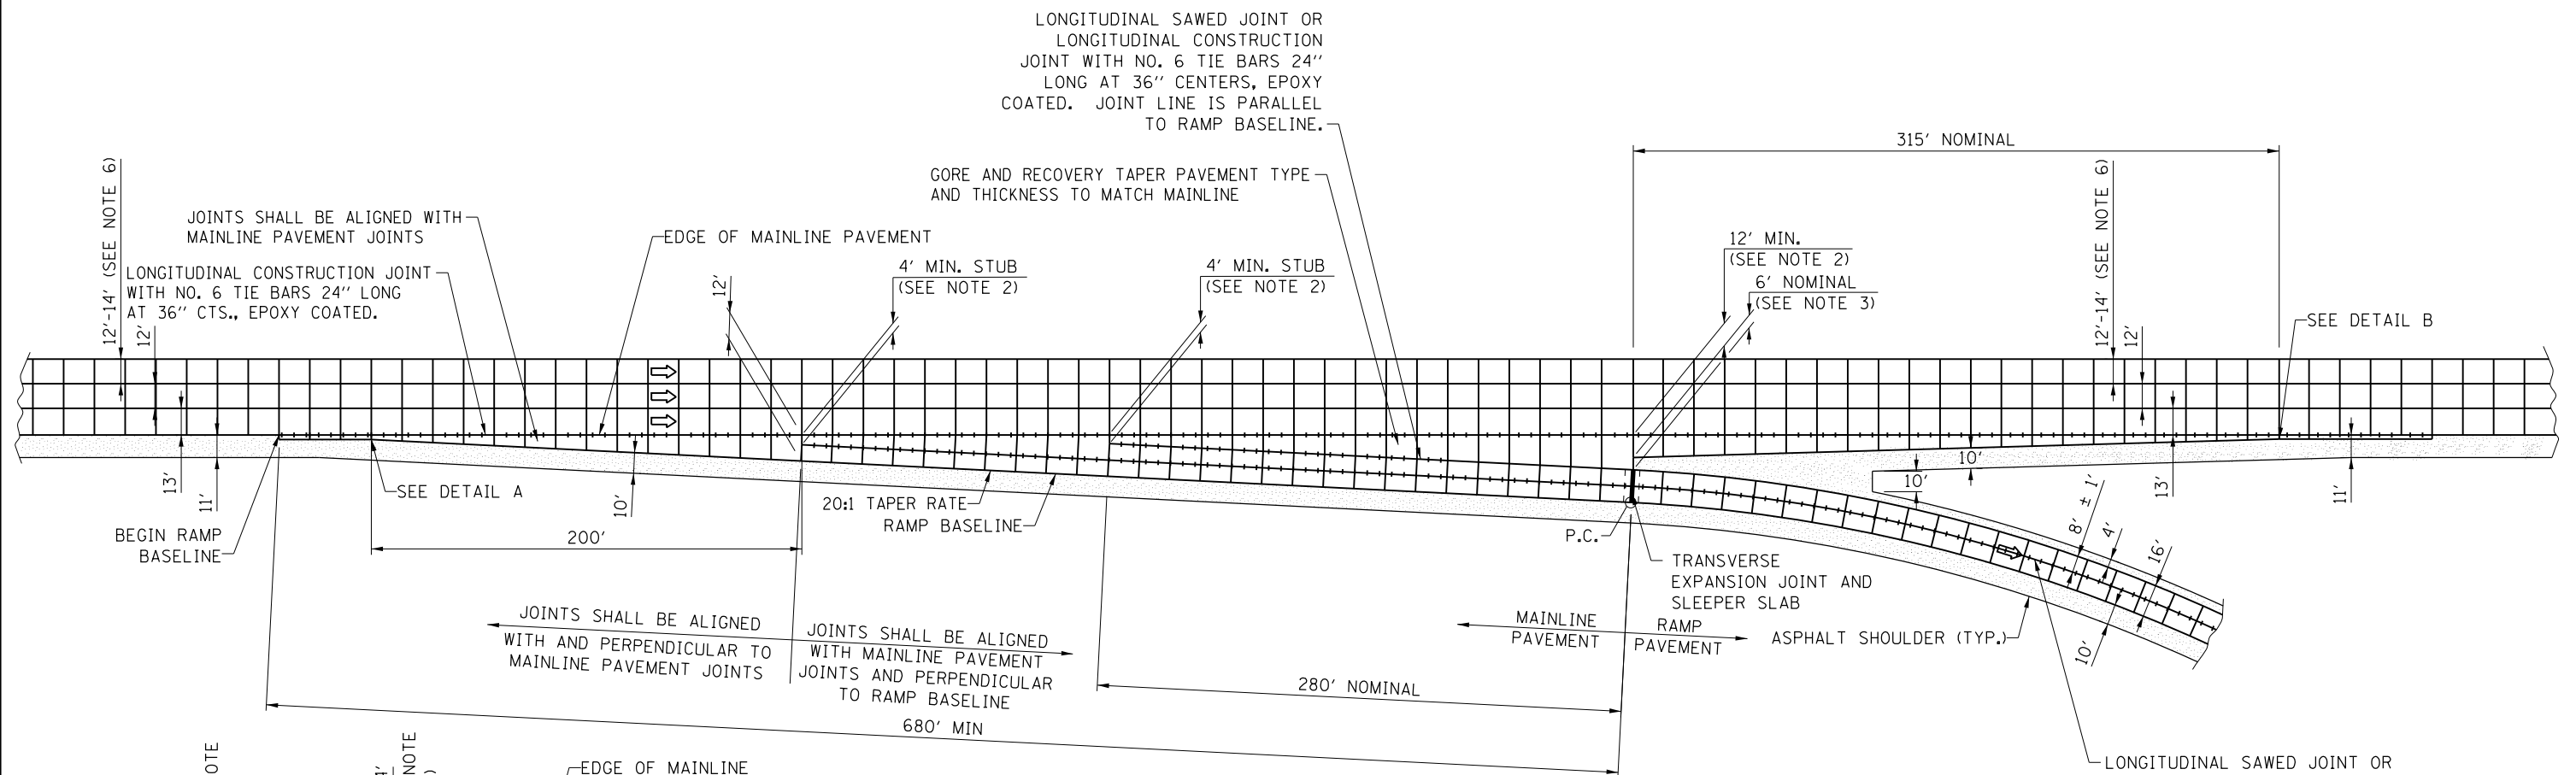 LONGITUDINAL SAWED JOINT OR
LONGITUDINAL CONSTRUCTION
JOINT WITH NO. 6 TIE BARS 24"
LONG AT 36" CENTERS, EPOXY
COATED. JOINT LINE IS PARALLEL
TO RAMP BASELINE.
315' NOMINAL
GORE AND RECOVERY TAPER PAVEMENT TYPE
AND THICKNESS TO MATCH MAINLINE
12'-14' (SEE NOTE 6)
JOINTS SHALL BE ALIGNED WITH
MAINLINE PAVEMENT JOINTS
EDGE OF MAINLINE PAVEMENT
LONGITUDINAL CONSTRUCTION JOINT
WITH NO. 6 TIE BARS 24" LONG
AT 36" CTS., EPOXY COATED.
12'
12'
4' MIN. STUB
(SEE NOTE 2)
4' MIN. STUB
(SEE NOTE 2)
12' MIN.
(SEE NOTE 2)
6' NOMINAL
(SEE NOTE 3)
12'-14' (SEE NOTE 6)
12'
SEE DETAIL B
13'
11'
BEGIN RAMP
BASELINE
SEE DETAIL A
200'
10'
20:1 TAPER RATE
RAMP BASELINE
P.C.
10'
10'
13'
11'
8' ± 1'
4'
16'
10'
TRANSVERSE
EXPANSION JOINT AND
SLEEPER SLAB
JOINTS SHALL BE ALIGNED
WITH AND PERPENDICULAR TO
MAINLINE PAVEMENT JOINTS
JOINTS SHALL BE ALIGNED
WITH MAINLINE PAVEMENT
JOINTS AND PERPENDICULAR
TO RAMP BASELINE
MAINLINE
PAVEMENT
RAMP
PAVEMENT
ASPHALT SHOULDER (TYP.)
280' NOMINAL
680' MIN
NOTE
EDGE OF MAINLINE
LONGITUDINAL SAWED JOINT OR